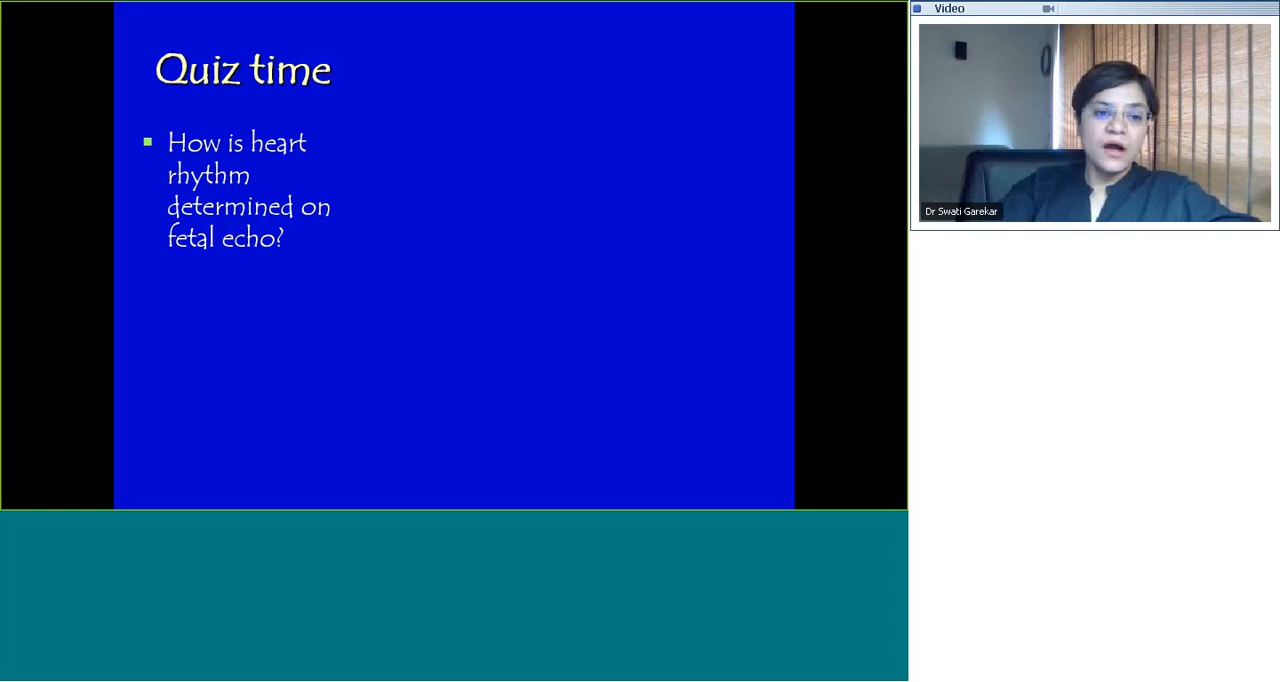 Quiz time
How is heart
rhythm
determined on
fetal echo?
Video
Dr Swati Garekar